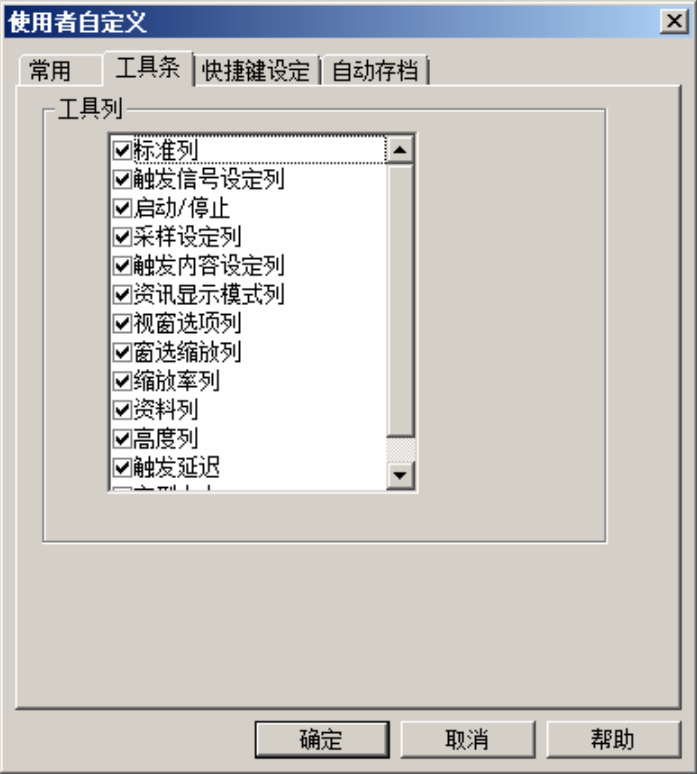 使用者自定义
常用 工具条 快捷键设定 自动存档
工具列
标准列
触发信号设定列
启动/停止
采样设定列
触发内容设定列
资讯显示模式列
视窗选项列
窗选缩放列
缩放率列
资料列
高度列
触发延迟
确定 取消 帮助